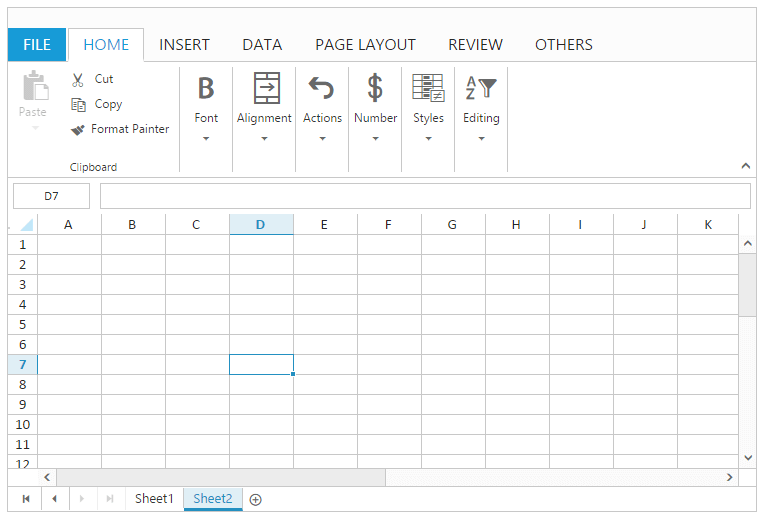 FILE HOME INSERT DATA PAGE LAYOUT REVIEW OTHERS
Paste
Cut
Copy
Format Painter
Clipboard
B
Font Alignment Actions Number Styles Editing
D7
A B C D E F G H I J K
1
2
3
4
5
6
7
8
9
10
11
12
Sheet1 Sheet2